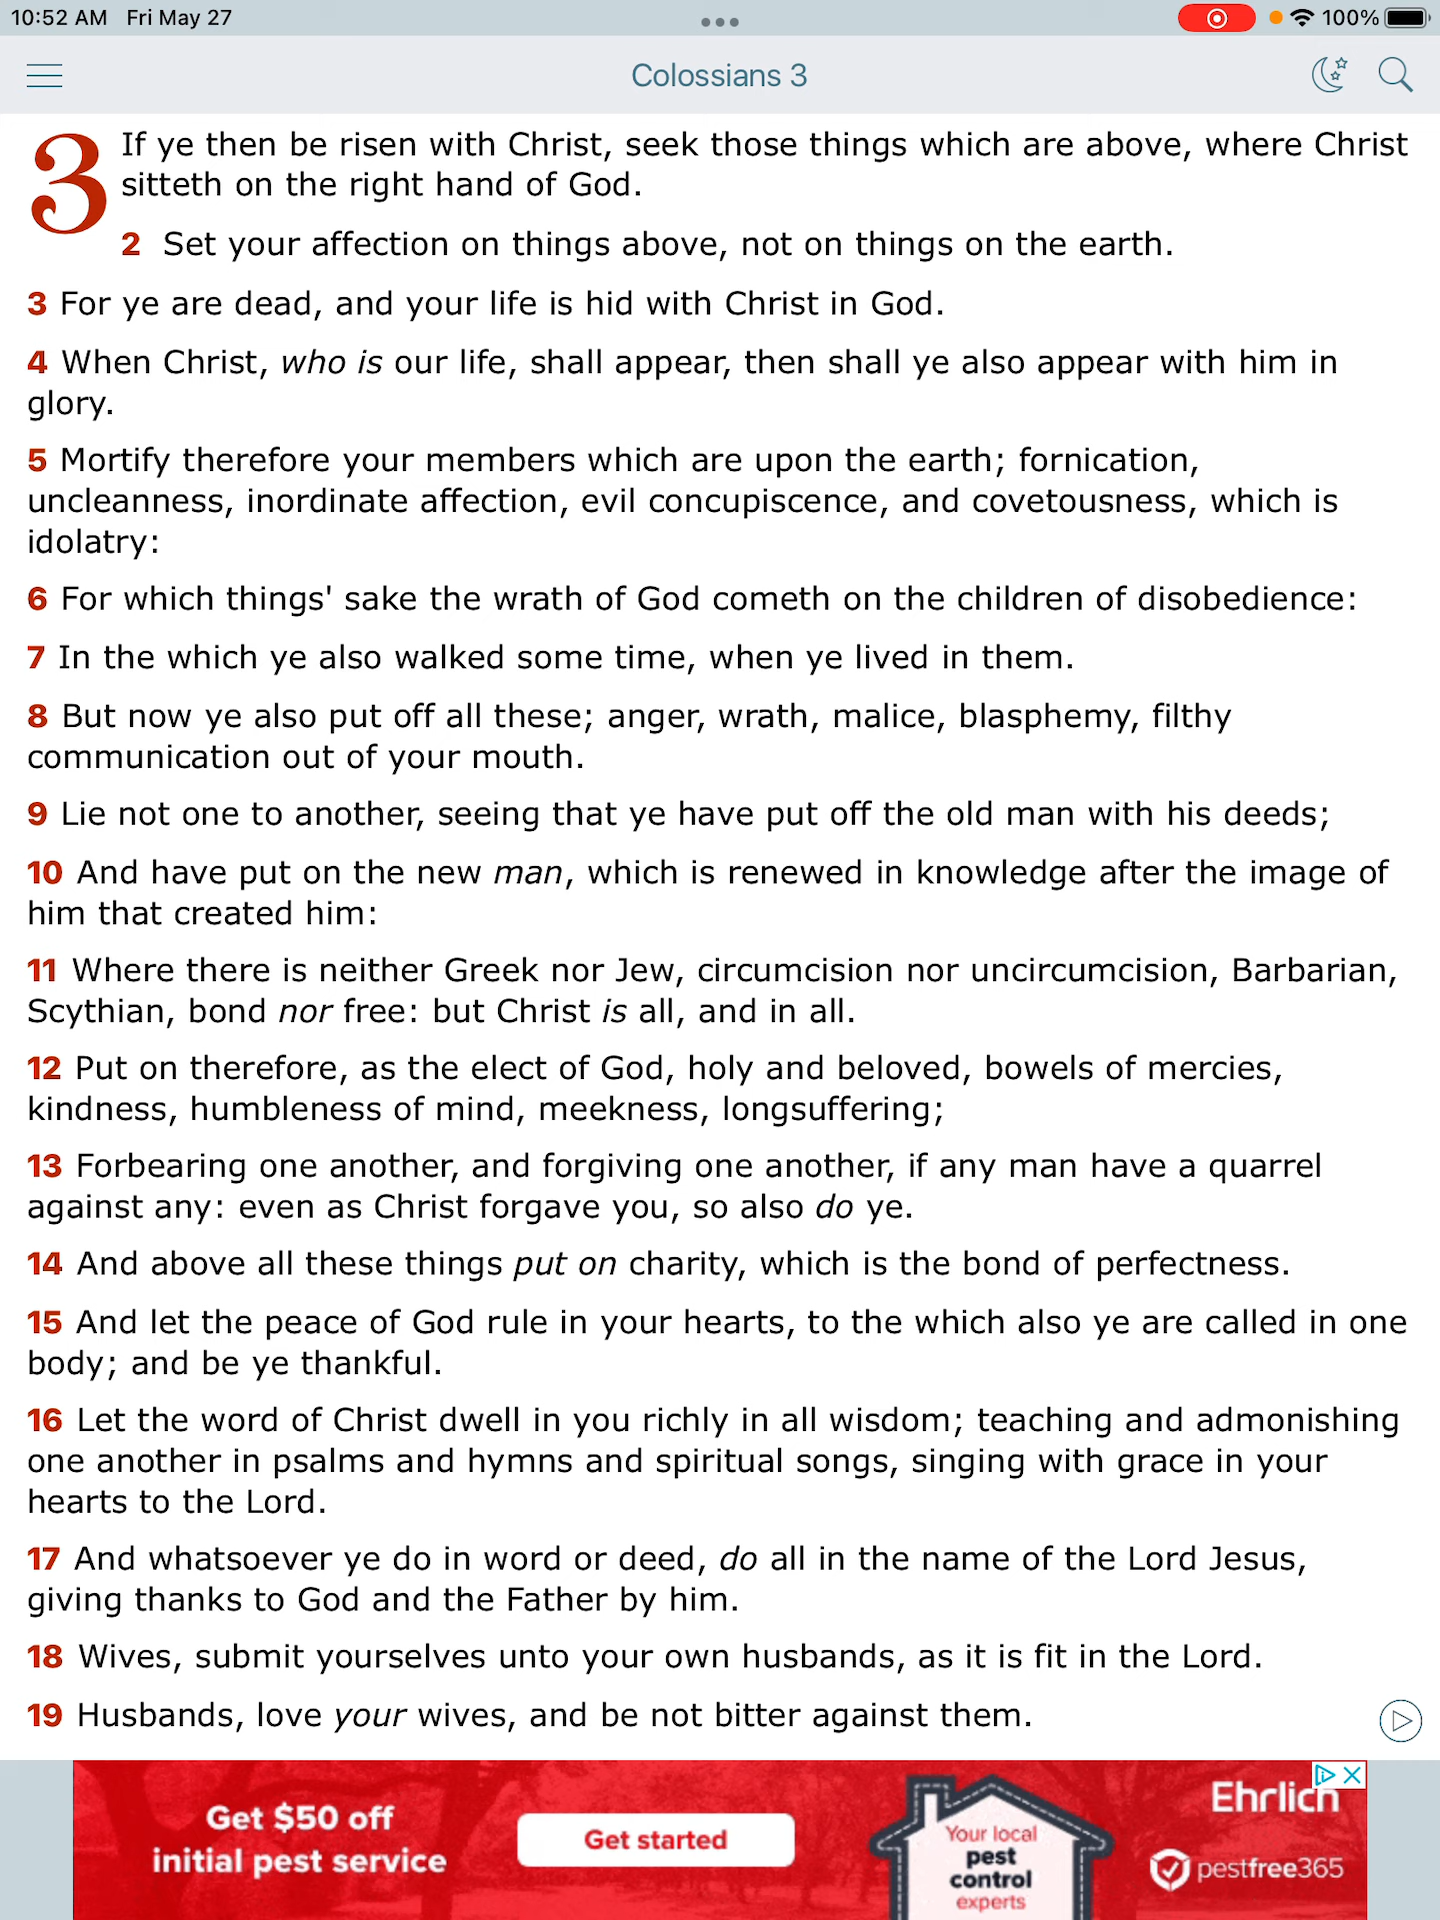 10:52 AM Fri May 27
100%
Colossians 3
3 If ye then be risen with Christ, seek those things which are above, where Christ
sitteth on the right hand of God.
2 Set your affection on things above, not on things on the earth.
3 For ye are dead, and your life is hid with Christ in God.
4 When Christ, who is our life, shall appear, then shall ye also appear with him in
glory.
5 Mortify therefore your members which are upon the earth; fornication,
uncleanness, inordinate affection, evil concupiscence, and covetousness, which is
idolatry:
6 For which things' sake the wrath of God cometh on the children of disobedience:
7 In the which ye also walked some time, when ye lived in them.
8 But now ye also put off all these; anger, wrath, malice, blasphemy, filthy
communication out of your mouth.
9 Lie not one to another, seeing that ye have put off the old man with his deeds;
10 And have put on the new man, which is renewed in knowledge after the image of
him that created him:
11 Where there is neither Greek nor Jew, circumcision nor uncircumcision, Barbarian,
Scythian, bond nor free: but Christ is all, and in all.
12 Put on therefore, as the elect of God, holy and beloved, bowels of mercies,
kindness, humbleness of mind, meekness, longsuffering;
13 Forbearing one another, and forgiving one another, if any man have a quarrel
against any: even as Christ forgave you, so also do ye.
14 And above all these things put on charity, which is the bond of perfectness.
15 And let the peace of God rule in your hearts, to the which also ye are called in one
body; and be ye thankful.
16 Let the word of Christ dwell in you richly in all wisdom; teaching and admonishing
one another in psalms and hymns and spiritual songs, singing with grace in your
hearts to the Lord.
17 And whatsoever ye do in word or deed, do all in the name of the Lord Jesus,
giving thanks to God and the Father by him.
18 Wives, submit yourselves unto your own husbands, as it is fit in the Lord.
19 Husbands, love your wives, and be not bitter against them.
Get $50 off
initial pest service
Get started
Your local
pest
control
experts
Ehrlich
pestfree365